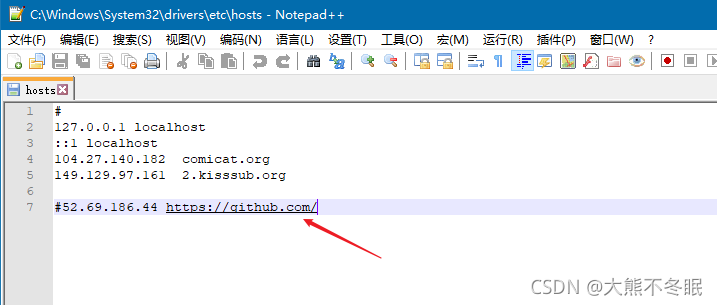 C:\Windows\System32\drivers\etc\hosts - Notepad++
文件(F) 编辑(E) 搜索(S) 视图(V) 编码(N) 语言(L) 设置(T) 工具(O) 宏(M) 运行(R) 插件(P) 窗口(W) ?
hosts
1 #
2 127.0.0.1 localhost
3 ::1 localhost
4 104.27.140.182 comicat.org
5 149.129.97.161 2.kisssub.org
6
7 #52.69.186.44 https://github.com/
CSDN @大熊不冬眠